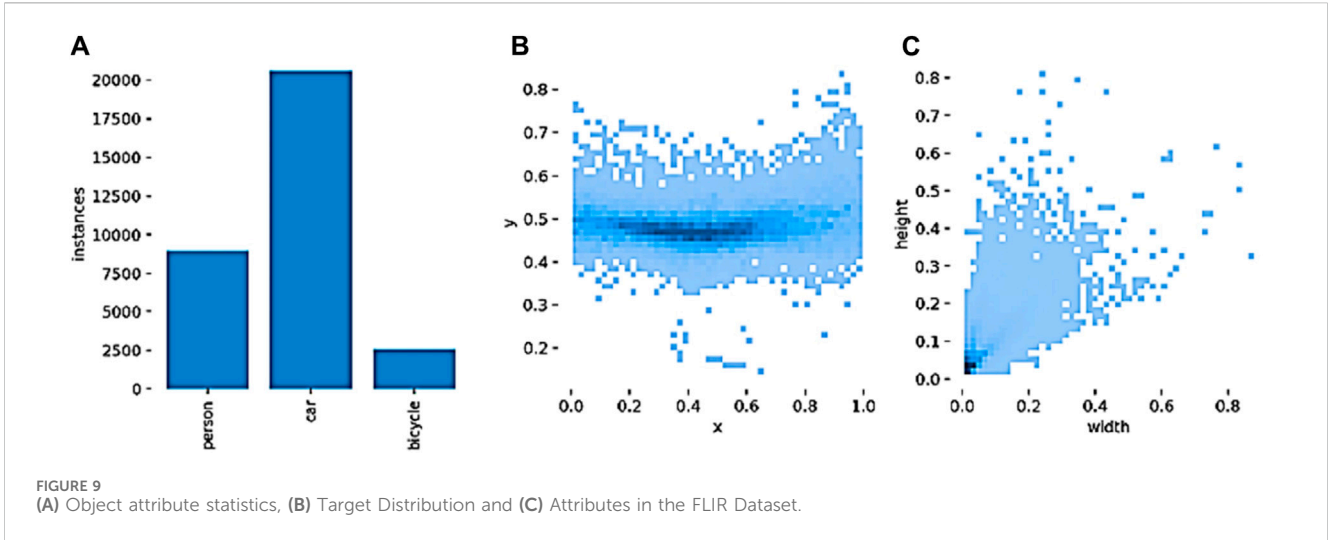 A
20000
17500
15000
12500
10000
7500
5000
2500
0
instances
person
car
bicycle
B
0.8
0.7
0.6
0.5
0.4
0.3
0.2
y
0.0 0.2 0.4 0.6 0.8 1.0
x
C
0.8
0.7
0.6
0.5
0.4
0.3
0.2
0.1
0.0
height
0.0 0.2 0.4 0.6 0.8
width
FIGURE 9
(A) Object attribute statistics, (B) Target Distribution and (C) Attributes in the FLIR Dataset.